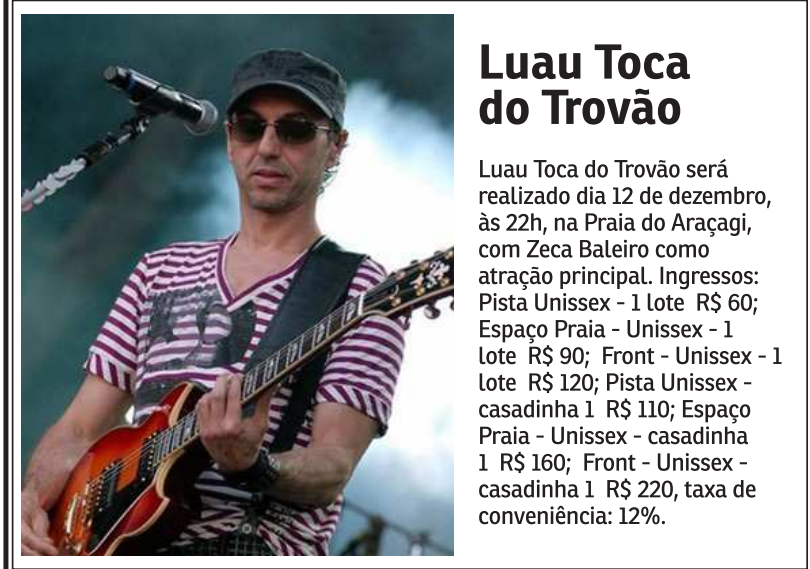 Luau Toca
do Trovão
Luau Toca do Trovão será
realizado dia 12 de dezembro,
às 22h, na Praia do Araçagi,
com Zeca Baleiro como
atração principal. Ingressos:
Pista Unissex - 1 lote  R$ 60;
Espaço Praia - Unissex - 1
lote  R$ 90;  Front - Unissex - 1
lote  R$ 120; Pista Unissex -
casadinha 1  R$ 110; Espaço
Praia - Unissex - casadinha
1  R$ 160;  Front - Unissex -
casadinha 1  R$ 220, taxa de
conveniência: 12%.